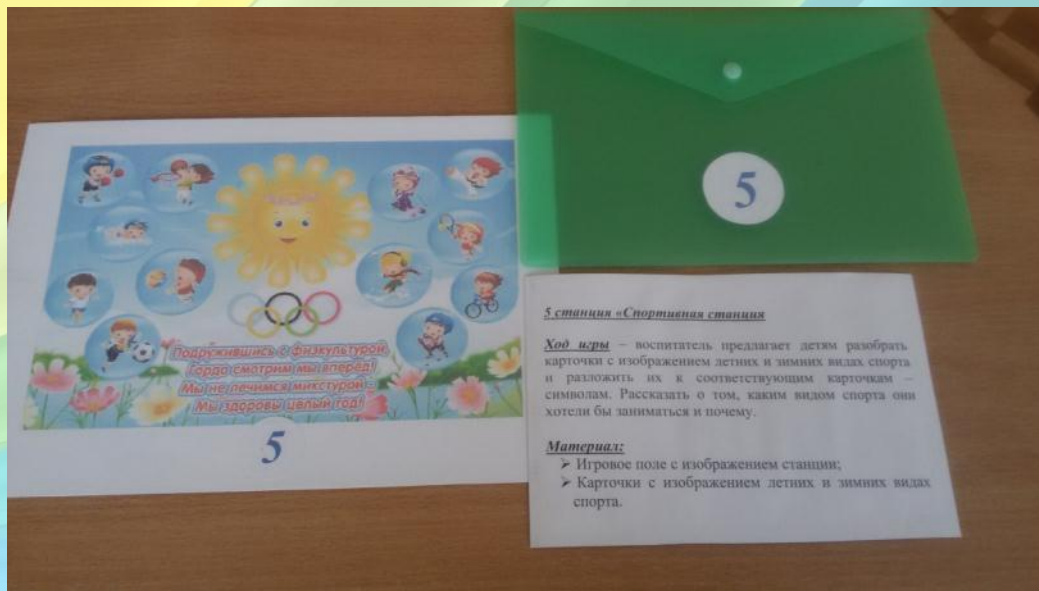 Подружившись с физкультурой,
Гордо смотрим мы вперёд!
Мы не лечимся микстурой -
Мы здоровы целый год!
5
5
5 станция «Спортивная станция
Ход игры – воспитатель предлагает детям разобрать
карточки с изображением летних и зимних видах спорта
и разложить их к соответствующим карточкам –
символам. Рассказать о том, каким видом спорта они
хотели бы заниматься и почему.
Материал:
➢ Игровое поле с изображением станции;
➢ Карточки с изображением летних и зимних видах
спорта.